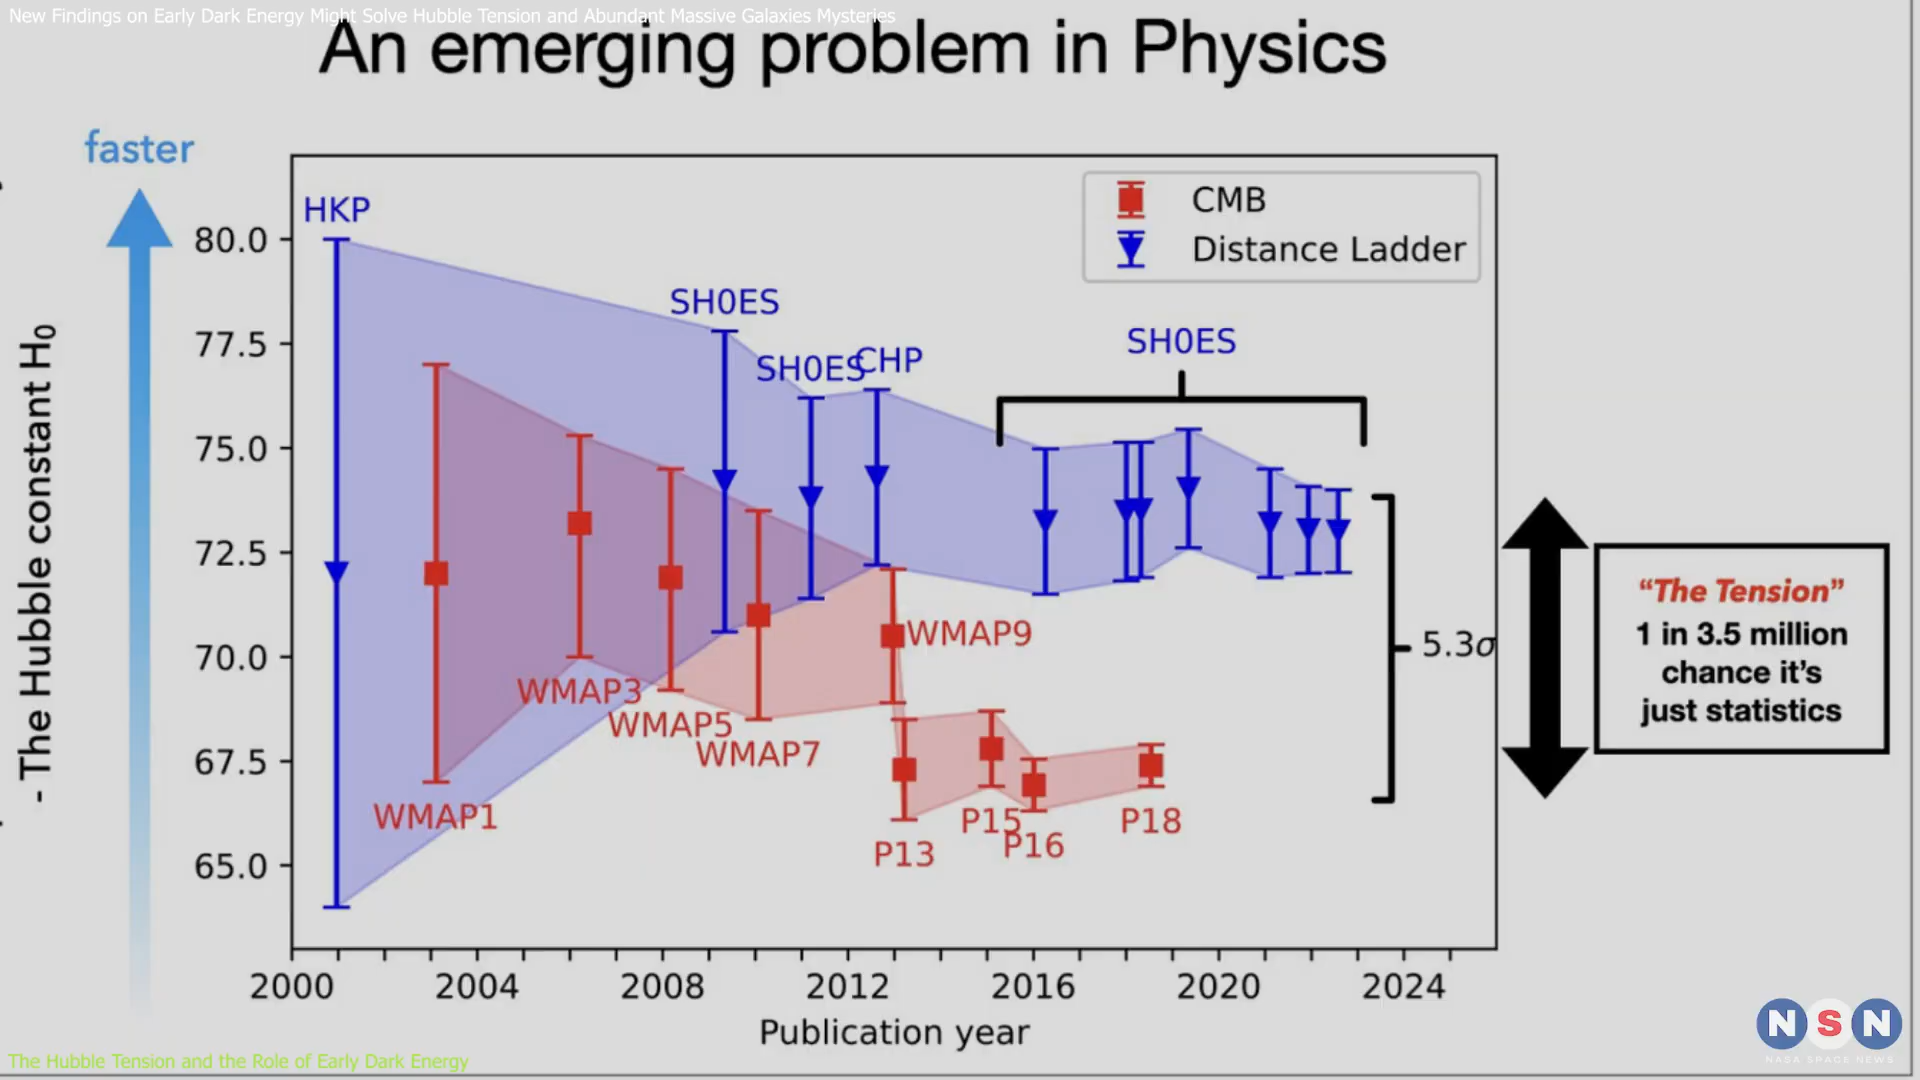 New Findings on Early Dark Energy Might Solve Hubble Tension and Abundant Massive Galaxies Mysteries
An emerging problem in Physics
faster
- The Hubble constant H₀
80.0
77.5
75.0
72.5
70.0
67.5
65.0
HKP
SH0ES
SH0ES
CHP
SH0ES
CMB
Distance Ladder
WMAP1
WMAP3
WMAP5
WMAP7
WMAP9
P13
P15
P16
P18
5.3σ
“The Tension”
1 in 3.5 million
chance it’s
just statistics
2000 2004 2008 2012 2016 2020 2024
Publication year
The Hubble Tension and the Role of Early Dark Energy
NSN
NASA SPACE NEWS